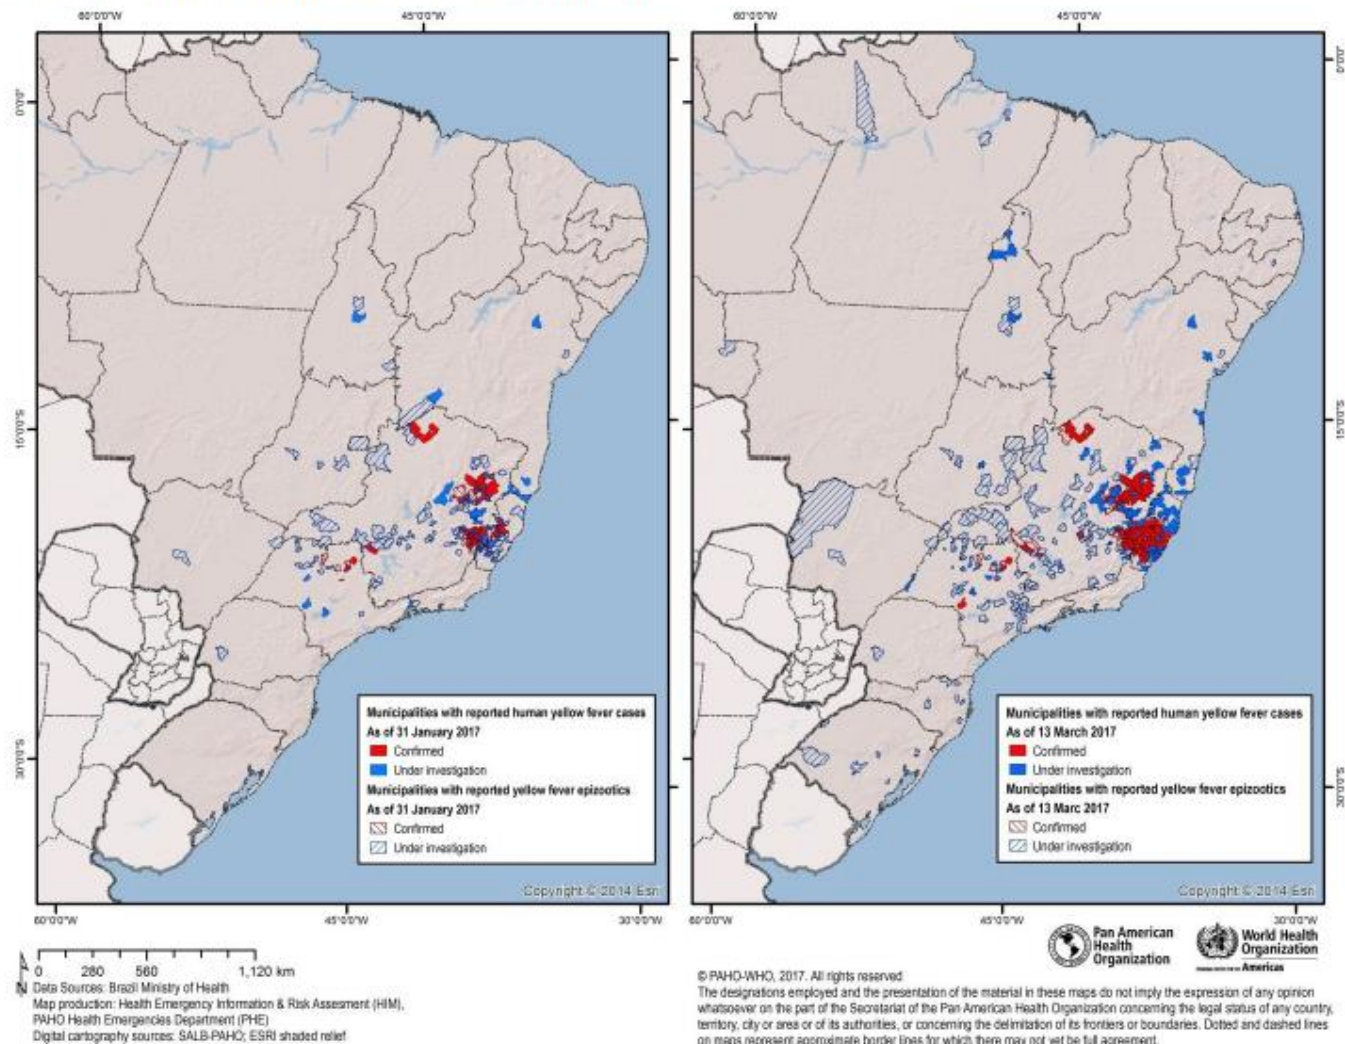 60°0'0"W
45°0'0"W
60°0'0"W
45°0'0"W
0°0'0"
0°0'0"
15°0'0"S
15°0'0"S
30°0'0"S
30°0'0"S
Municipalities with reported human yellow fever cases
As of 31 January 2017
Confirmed
Under investigation
Municipalities with reported yellow fever epizootics
As of 31 January 2017
Confirmed
Under investigation
Copyright © 2014 Esri
Municipalities with reported human yellow fever cases
As of 13 March 2017
Confirmed
Under investigation
Municipalities with reported yellow fever epizootics
As of 13 Marc 2017
Confirmed
Under investigation
Copyright © 2014 Esri
60°0'0"W
45°0'0"W
30°0'0"W
60°0'0"W
45°0'0"W
30°0'0"W
N
0 280 560 1,120 km
Data Sources: Brazil Ministry of Health
Map production: Health Emergency Information & Risk Assesment (HIM),
PAHO Health Emergencies Department (PHE)
Digital cartography sources: SALB-PAHO; ESRI shaded relief
Pan American
Health
Organization
World Health
Organization
Americas
© PAHO-WHO, 2017. All rights reserved
The designations employed and the presentation of the material in these maps do not imply the expression of any opinion
whatsoever on the part of the Secretariat of the Pan American Health Organization concerning the legal status of any country,
territory, city or area or of its authorities, or concerning the delimitation of its frontiers or boundaries. Dotted and dashed lines
on maps represent approximate border lines for which there may not yet be full agreement.